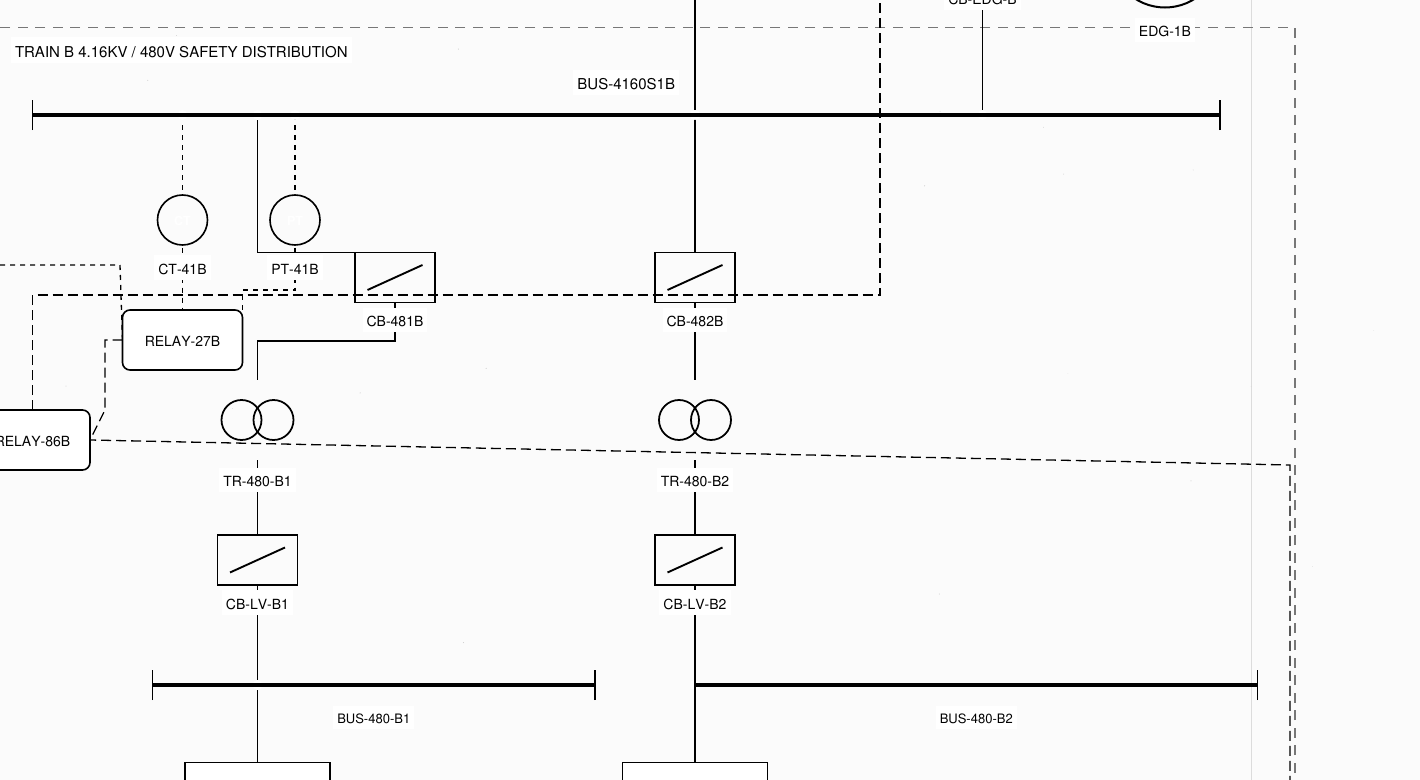 CB-EDG-B
EDG-1B
TRAIN B 4.16KV / 480V SAFETY DISTRIBUTION
BUS-4160S1B
CT-41B
PT-41B
CB-481B
CB-482B
RELAY-27B
RELAY-86B
TR-480-B1
TR-480-B2
CB-LV-B1
CB-LV-B2
BUS-480-B1
BUS-480-B2